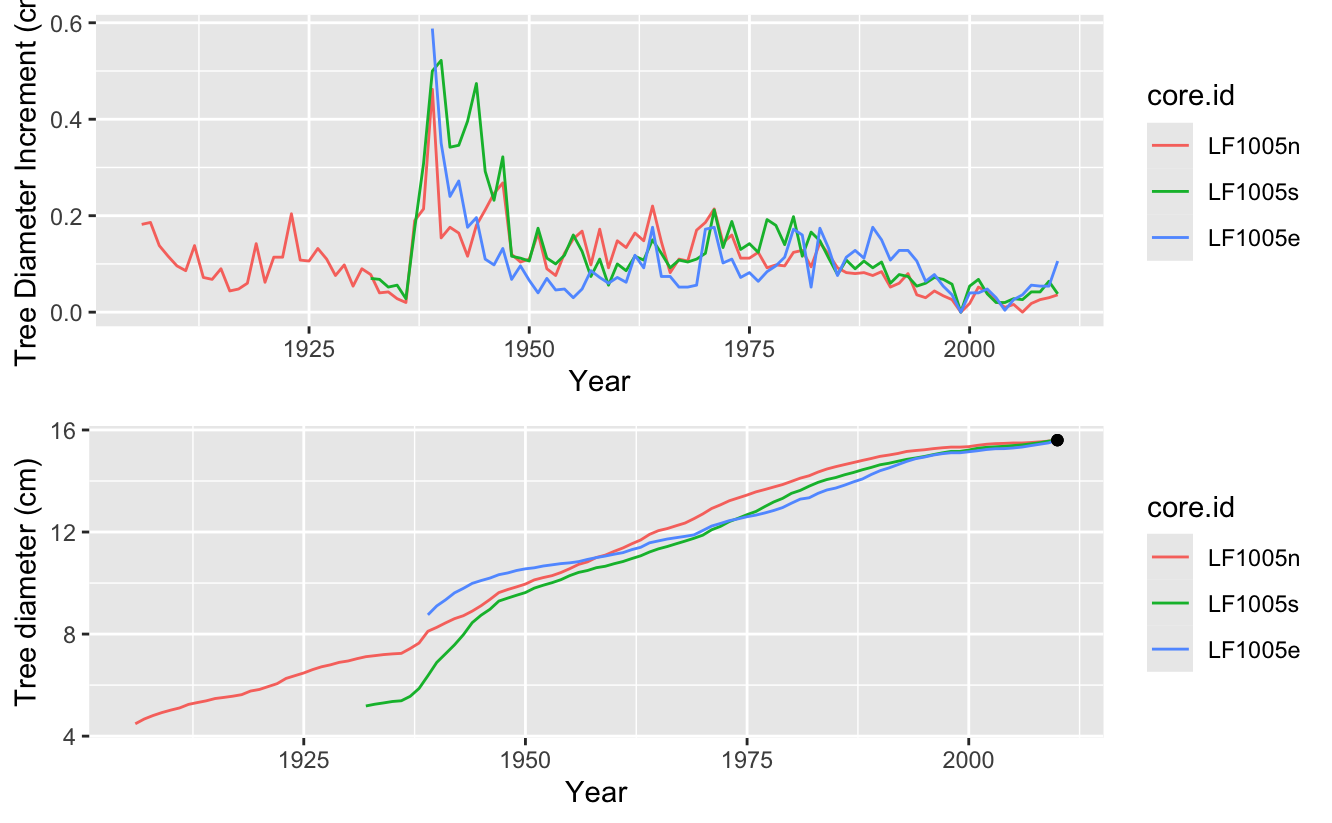 Tree Diameter Increment (cm
0.6
0.4
0.2
0.0
1925 1950 1975 2000
Year
core.id
LF1005n
LF1005s
LF1005e
Tree diameter (cm)
16
12
8
4
1925 1950 1975 2000
Year
core.id
LF1005n
LF1005s
LF1005e